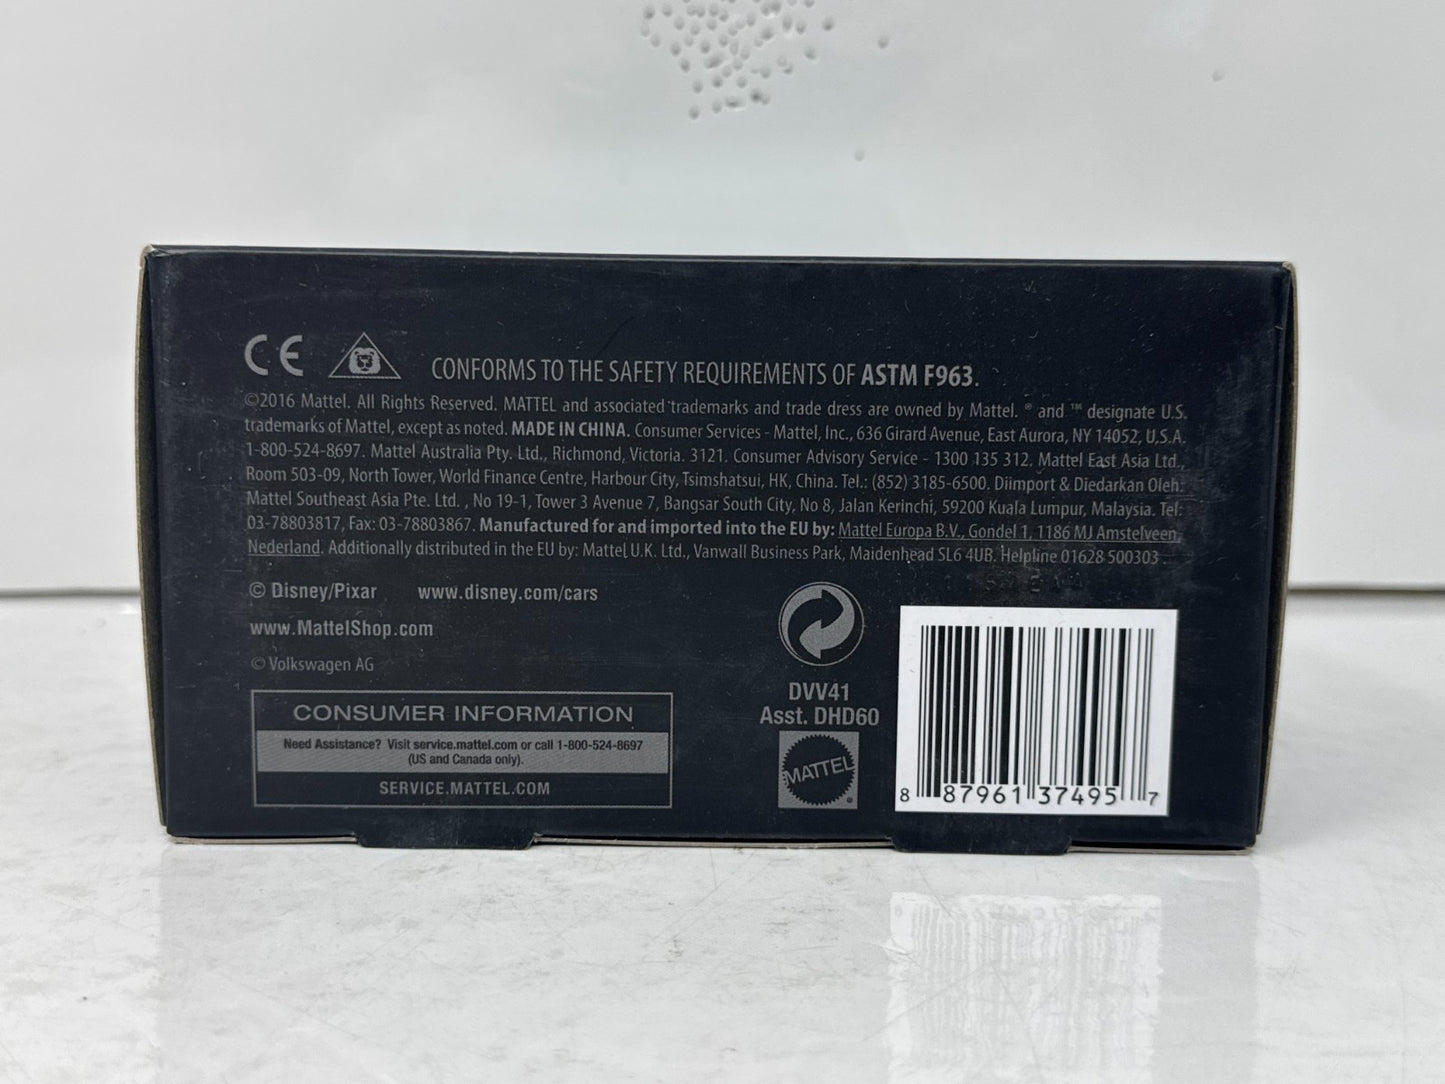 CE
CONFORMS TO THE SAFETY REQUIREMENTS OF ASTM F963.
©2016 Mattel. All Rights Reserved. MATTEL and associated trademarks and trade dress are owned by Mattel. ® and ™ designate U.S.
trademarks of Mattel, except as noted. MADE IN CHINA. Consumer Services - Mattel, Inc., 636 Girard Avenue, East Aurora, NY 14052, U.S.A.
1-800-524-8697. Mattel Australia Pty. Ltd., Richmond, Victoria. 3121. Consumer Advisory Service - 1300 135 312. Mattel East Asia Ltd.,
Room 503-09, North Tower, World Finance Centre, Harbour City, Tsimshatsui, HK, China. Tel.: (852) 3185-6500. Diimport & Diedarkan Oleh:
Mattel Southeast Asia Pte. Ltd. , No 19-1, Tower 3 Avenue 7, Bangsar South City, No 8, Jalan Kerinchi, 59200 Kuala Lumpur, Malaysia. Tel:
03-78803817, Fax: 03-78803867. Manufactured for and imported into the EU by: Mattel Europa B.V., Gondel 1, 1186 MJ Amstelveen,
Nederland. Additionally distributed in the EU by: Mattel U.K. Ltd., Vanwall Business Park, Maidenhead SL6 4UB. Helpline 01628 500303.
© Disney/Pixar www.disney.com/cars
www.MattelShop.com
© Volkswagen AG
CONSUMER INFORMATION
Need Assistance? Visit service.mattel.com or call 1-800-524-8697
(US and Canada only).
SERVICE.MATTEL.COM
DVV41
Asst. DHD60
MATTEL ®
8 87961 37495 7